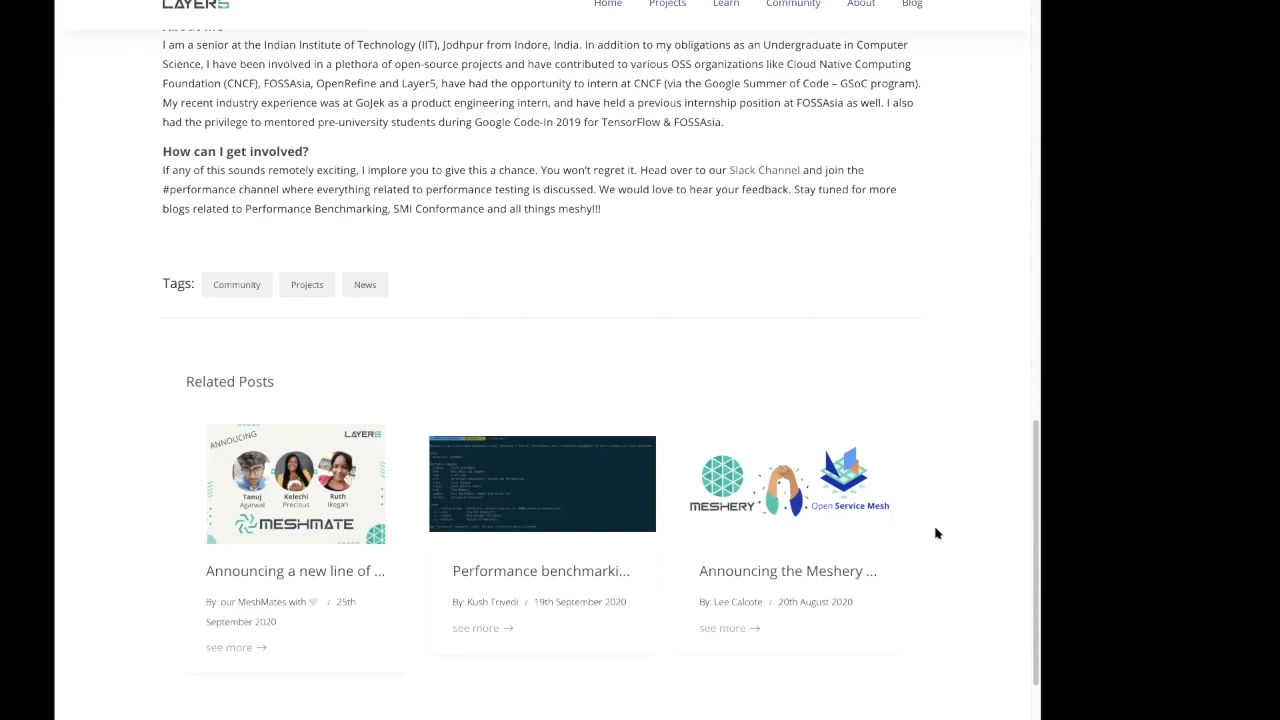 LAYER5
Home Projects Learn Community About Blog
I am a senior at the Indian Institute of Technology (IIT), Jodhpur from Indore, India. In addition to my obligations as an Undergraduate in Computer
Science, I have been involved in a plethora of open-source projects and have contributed to various OSS organizations like Cloud Native Computing
Foundation (CNCF), FOSSAsia, OpenRefine and Layer5, have had the opportunity to intern at CNCF (via the Google Summer of Code – GSoC program).
My recent industry experience was at GoJek as a product engineering intern, and have held a previous internship position at FOSSAsia as well. I also
had the privilege to mentored pre-university students during Google Code-In 2019 for TensorFlow & FOSSAsia.
How can I get involved?
If any of this sounds remotely exciting, I implore you to give this a chance. You won't regret it. Head over to our Slack Channel and join the
#performance channel where everything related to performance testing is discussed. We would love to hear your feedback. Stay tuned for more
blogs related to Performance Benchmarking, SMI Conformance and all things meshy!!!
Tags: Community Projects News
Related Posts
ANNOUCING
LAYER5
Tanuj Agarwal
Kelechi Precious
Ruth Ikegah
MESHMATE
MESHERY
Open Service Mesh
Announcing a new line of ...
By: our MeshMates with 🤍 / 25th
September 2020
see more →
Performance benchmarki...
By: Kush Trivedi / 19th September 2020
see more →
Announcing the Meshery ...
By: Lee Calcote / 20th August 2020
see more →